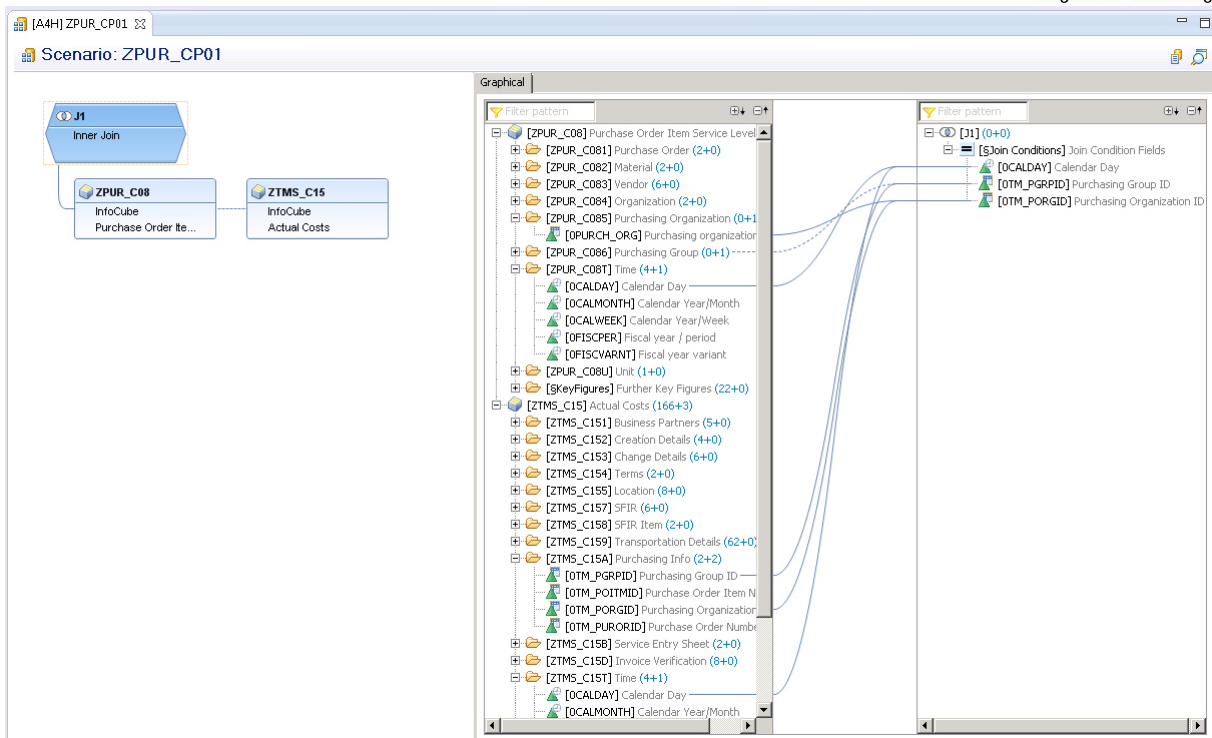 [A4H] ZPUR_CP01
Scenario: ZPUR_CP01
J1
Inner Join
ZPUR_C08
InfoCube
Purchase Order Ite...
ZTMS_C15
InfoCube
Actual Costs
Graphical
Filter pattern
[ZPUR_C08] Purchase Order Item Service Level
[ZPUR_C081] Purchase Order (2+0)
[ZPUR_C082] Material (2+0)
[ZPUR_C083] Vendor (6+0)
[ZPUR_C084] Organization (2+0)
[ZPUR_C085] Purchasing Organization (0+1
[0PURCH_ORG] Purchasing organization
[ZPUR_C086] Purchasing Group (0+1)
[ZPUR_C08T] Time (4+1)
[0CALDAY] Calendar Day
[0CALMONTH] Calendar Year/Month
[0CALWEEK] Calendar Year/Week
[0FISCPER] Fiscal year / period
[0FISCVARNT] Fiscal year variant
[ZPUR_C08U] Unit (1+0)
[§KeyFigures] Further Key Figures (22+0)
[ZTMS_C15] Actual Costs (166+3)
[ZTMS_C151] Business Partners (5+0)
[ZTMS_C152] Creation Details (4+0)
[ZTMS_C153] Change Details (6+0)
[ZTMS_C154] Terms (2+0)
[ZTMS_C155] Location (8+0)
[ZTMS_C157] SFIR (6+0)
[ZTMS_C158] SFIR Item (2+0)
[ZTMS_C159] Transportation Details (62+0)
[ZTMS_C15A] Purchasing Info (2+2)
[0TM_PGRPID] Purchasing Group ID
[0TM_POITMID] Purchase Order Item N
[0TM_PORGID] Purchasing Organization
[0TM_PURORID] Purchase Order Numbe
[ZTMS_C15B] Service Entry Sheet (2+0)
[ZTMS_C15D] Invoice Verification (8+0)
[ZTMS_C15T] Time (4+1)
[0CALDAY] Calendar Day
[0CALMONTH] Calendar Year/Month
Filter pattern
[J1] (0+0)
[§Join Conditions] Join Condition Fields
[0CALDAY] Calendar Day
[0TM_PGRPID] Purchasing Group ID
[0TM_PORGID] Purchasing Organization ID